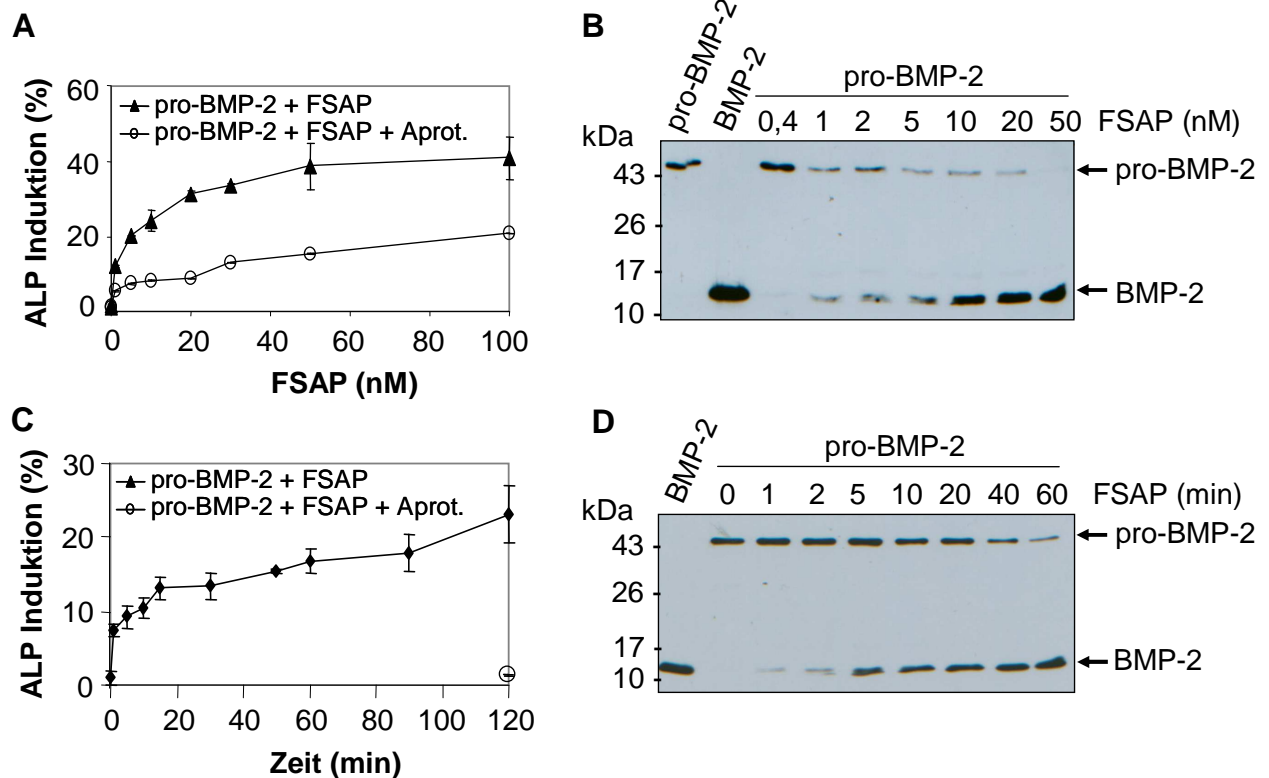 A
ALP Induktion (%)
60
40
20
0
pro-BMP-2 + FSAP
pro-BMP-2 + FSAP + Aprot.
0 20 40 60 80 100
FSAP (nM)
B
pro-BMP-2
BMP-2
pro-BMP-2
0,4 1 2 5 10 20 50 FSAP (nM)
kDa
43
26
17
10
pro-BMP-2
BMP-2
C
ALP Induktion (%)
30
20
10
0
pro-BMP-2 + FSAP
pro-BMP-2 + FSAP + Aprot.
0 20 40 60 80 100 120
Zeit (min)
D
BMP-2
pro-BMP-2
0 1 2 5 10 20 40 60 FSAP (min)
kDa
43
26
17
10
pro-BMP-2
BMP-2